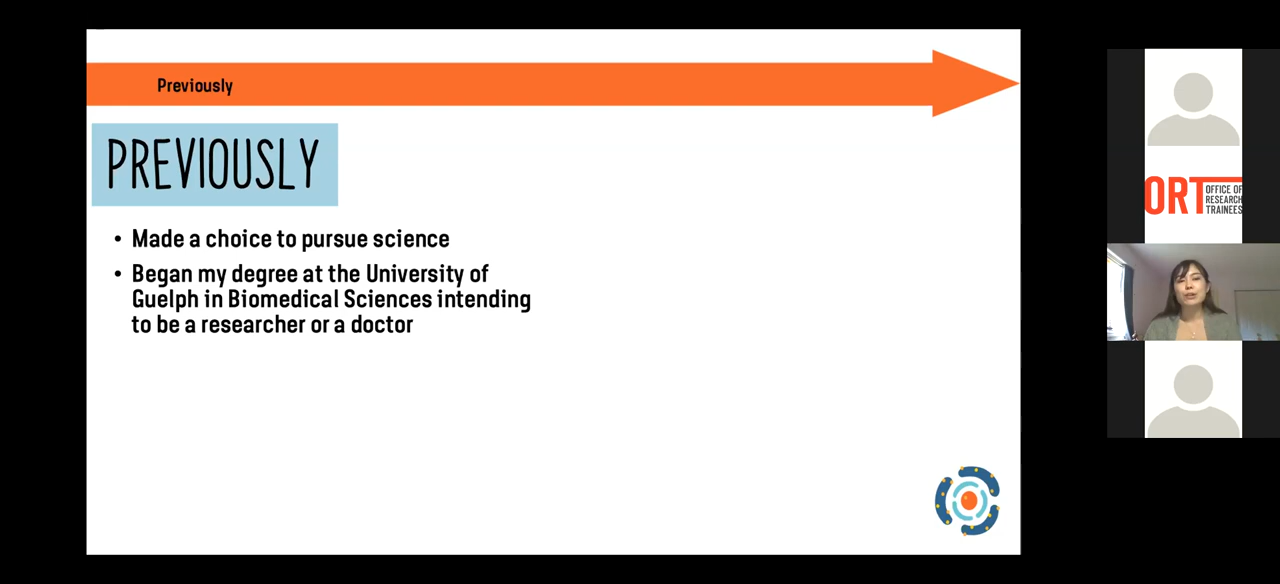 Previously
PREVIOUSLY
• Made a choice to pursue science
• Began my degree at the University of
Guelph in Biomedical Sciences intending
to be a researcher or a doctor
ORT OFFICE OF
RESEARCH
TRAINEES